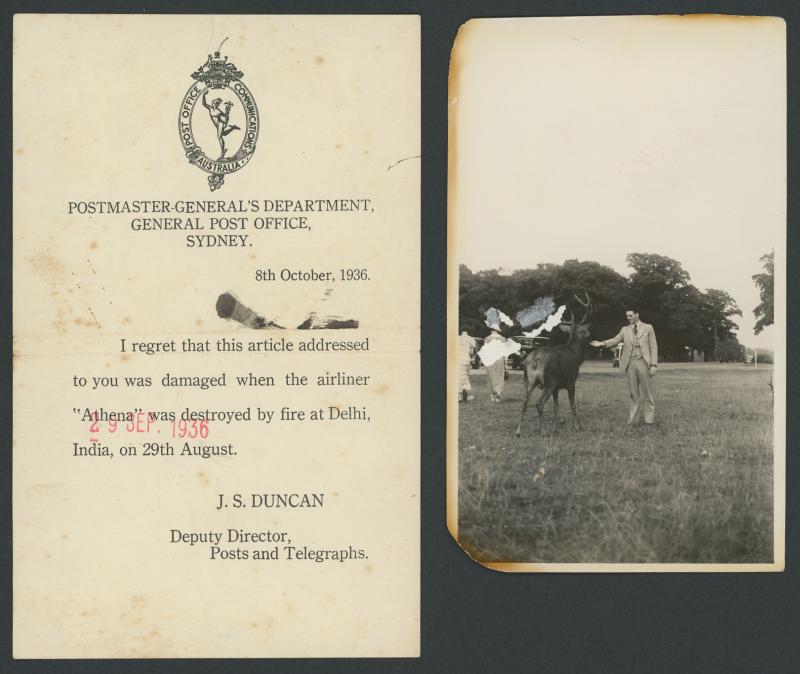 POST OFFICE COMMUNICATIONS
AUSTRALIA
POSTMASTER-GENERAL'S DEPARTMENT,
GENERAL POST OFFICE,
SYDNEY.
8th October, 1936.
I regret that this article addressed
to you was damaged when the airliner
"Athena" was destroyed by fire at Delhi,
29 SEP. 1936
India, on 29th August.
J. S. DUNCAN
Deputy Director,
Posts and Telegraphs.